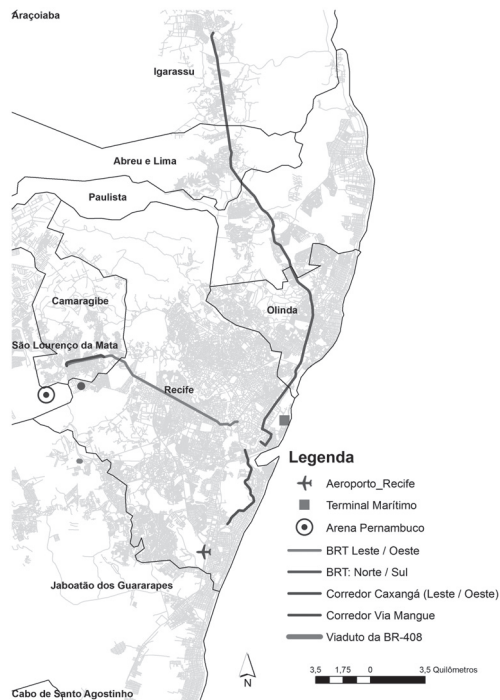 Araçoiaba
Igarassu
Abreu e Lima
Paulista
Camaragibe
Olinda
São Lourenço da Mata
Recife
Legenda
Aeroporto_Recife
Terminal Marítimo
Arena Pernambuco
BRT Leste / Oeste
BRT: Norte / Sul
Corredor Caxangá (Leste / Oeste)
Corredor Via Mangue
Viaduto da BR-408
Jaboatão dos Guararapes
3,5 1,75 0 3,5 Quilômetros
N
Cabo de Santo Agostinho